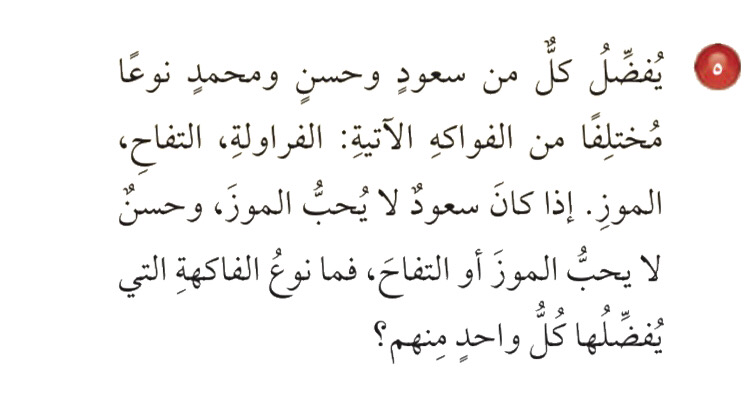 ٥ يُفضِّلُ كلٌّ من سعودٍ وحسنٍ ومحمدٍ نوعًا
مُختلِفًا من الفواكهِ الآتيةِ: الفراولةِ، التفاحِ،
الموزِ. إذا كانَ سعودٌ لا يُحبُّ الموزَ، وحسنٌ
لا يحبُّ الموزَ أو التفاحَ، فما نوعُ الفاكهةِ التي
يُفضِّلُها كُلُّ واحدٍ مِنهم؟